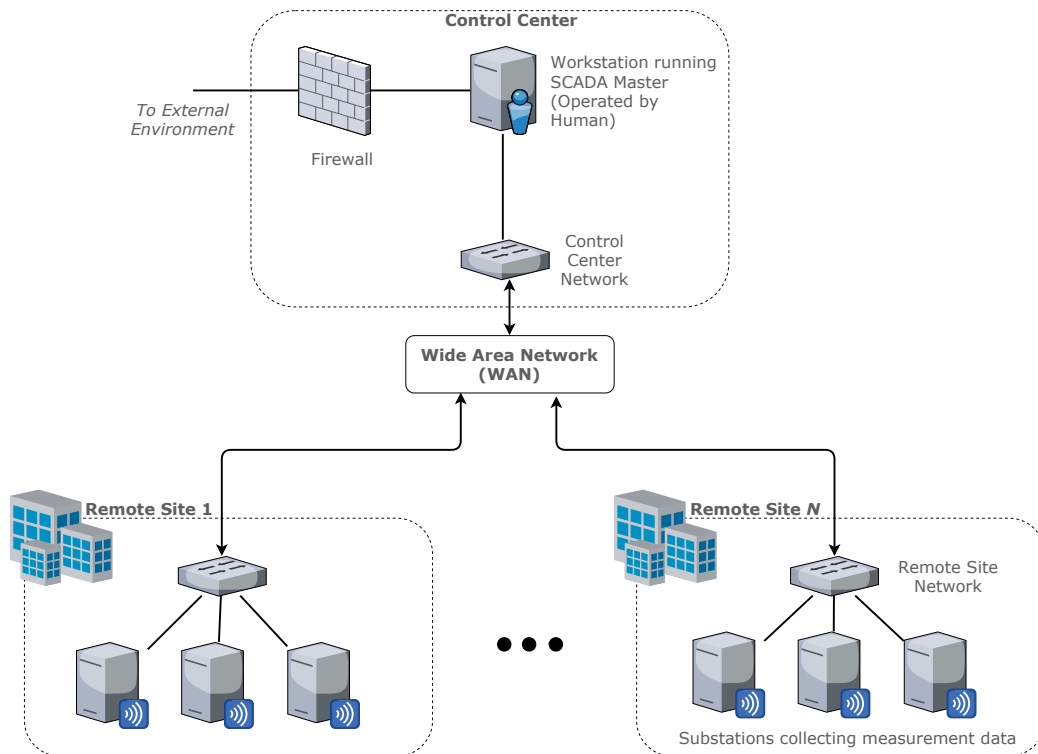 Control Center
Workstation running
SCADA Master
(Operated by
Human)
To External
Environment
Firewall
Control
Center
Network
Wide Area Network
(WAN)
Remote Site 1
Remote Site N
Remote Site
Network
Substations collecting measurement data